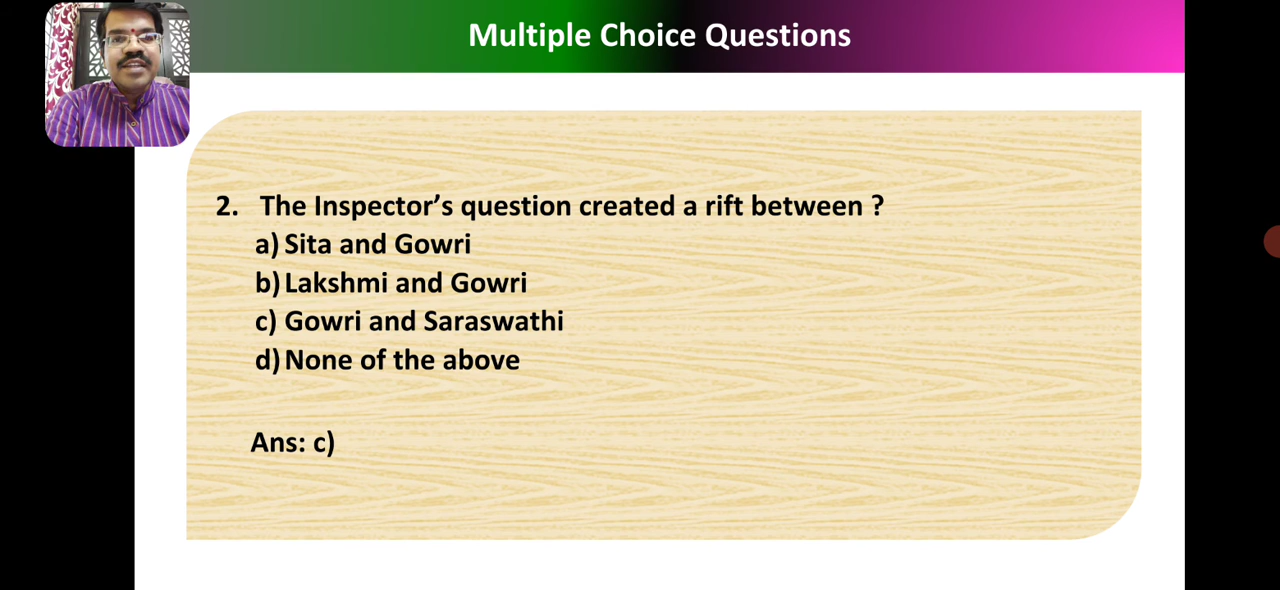 Multiple Choice Questions
2. The Inspector’s question created a rift between ?
a) Sita and Gowri
b) Lakshmi and Gowri
c) Gowri and Saraswathi
d) None of the above
Ans: c)